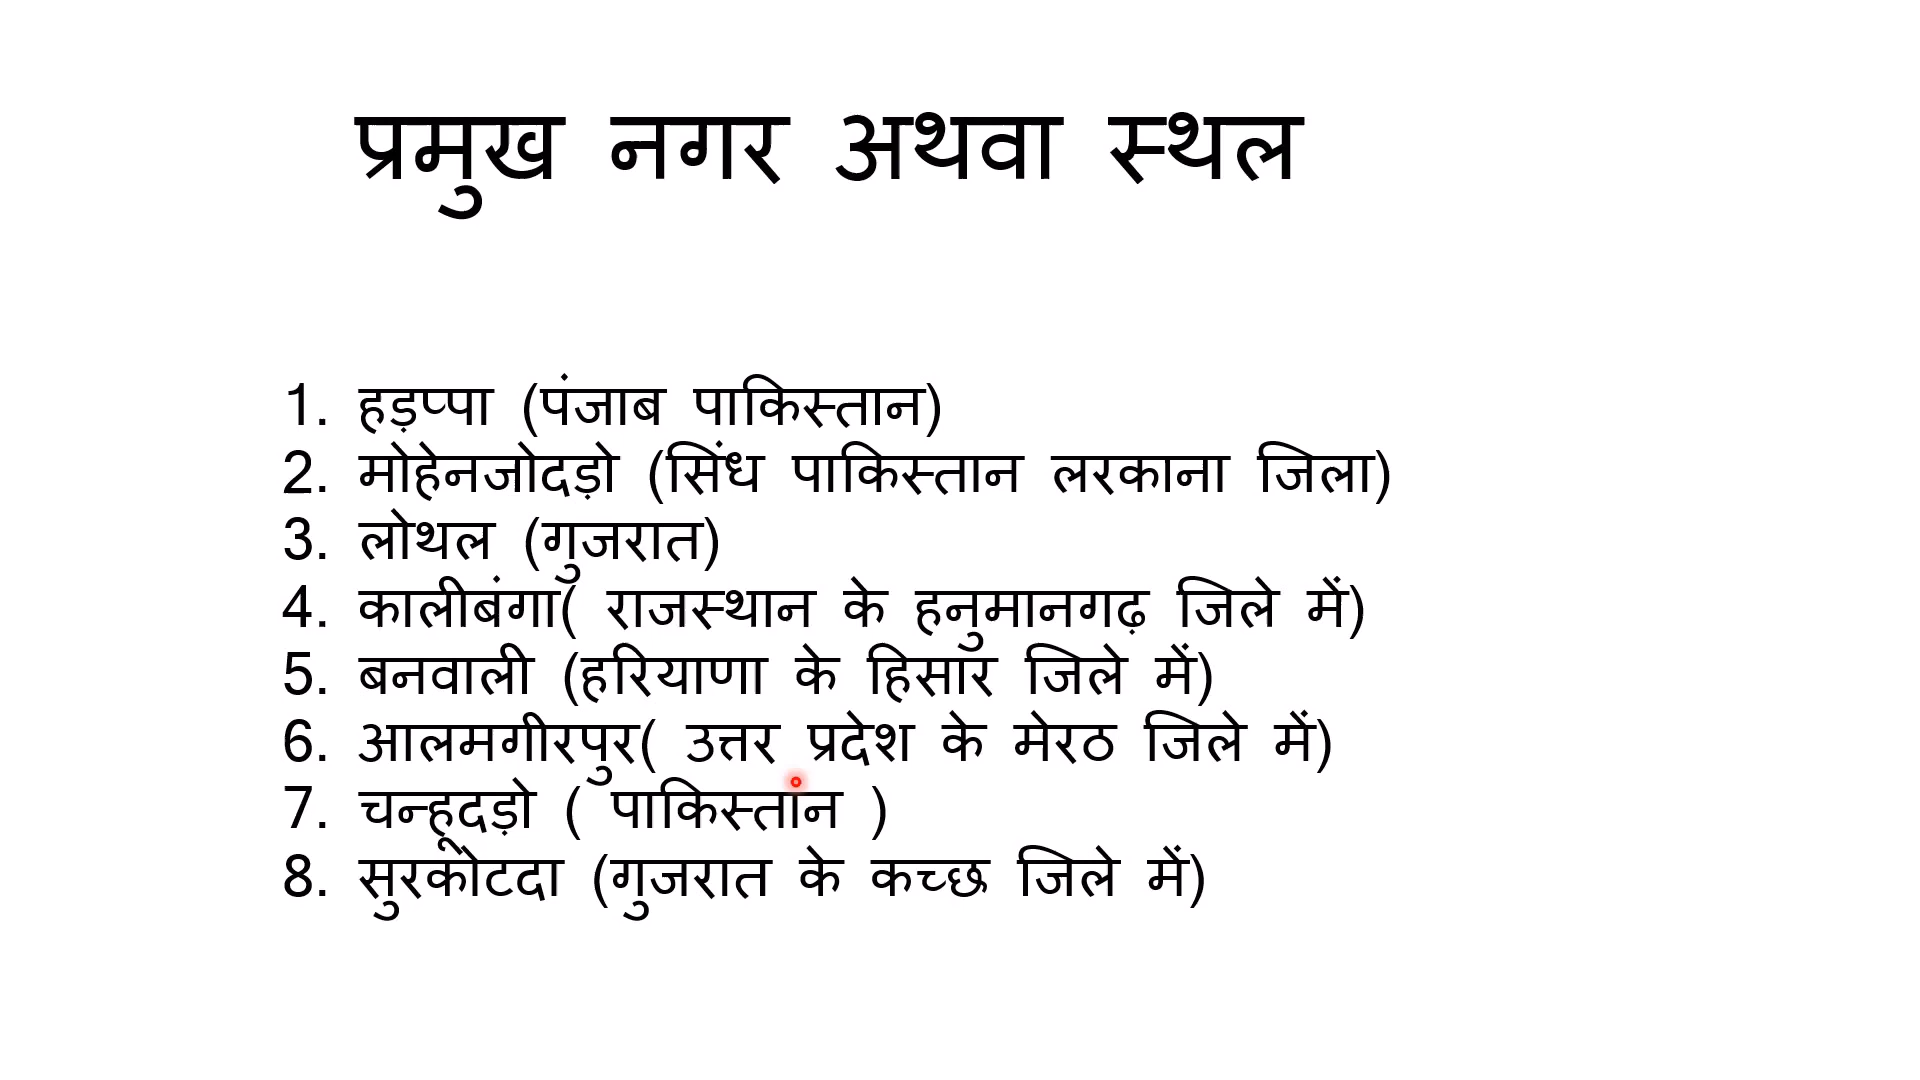 प्रमुख नगर अथवा स्थल
1. हड़प्पा (पंजाब पाकिस्तान)
2. मोहेनजोदड़ो (सिंध पाकिस्तान लरकाना जिला)
3. लोथल (गुजरात)
4. कालीबंगा( राजस्थान के हनुमानगढ़ जिले में)
5. बनवाली (हरियाणा के हिसार जिले में)
6. आलमगीरपुर( उत्तर प्रदेश के मेरठ जिले में)
7. चन्हूदड़ो ( पाकिस्तान )
8. सुरकोटदा (गुजरात के कच्छ जिले में)